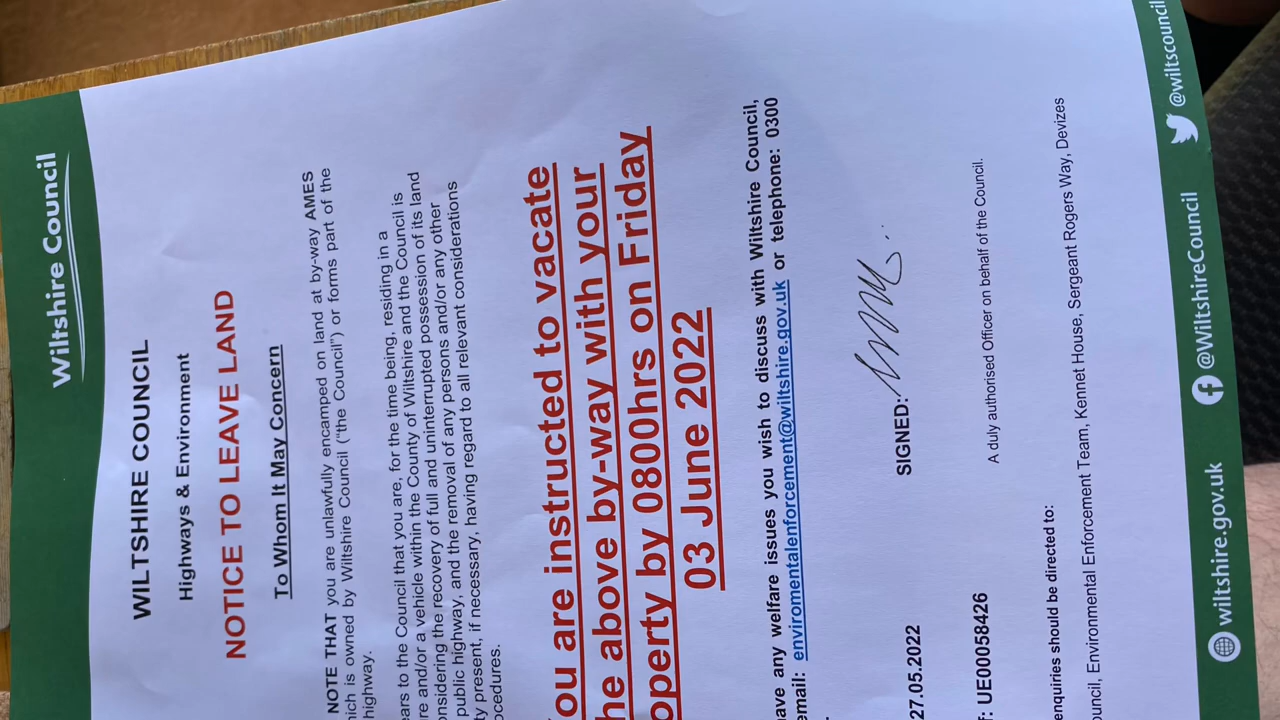 Wiltshire Council
WILTSHIRE COUNCIL
Highways & Environment
NOTICE TO LEAVE LAND
To Whom It May Concern
NOTE THAT you are unlawfully encamped on land at by-way AMES
hich is owned by Wiltshire Council ("the Council") or forms part of the
highway.
ears to the Council that you are, for the time being, residing in a
re and/or a vehicle within the County of Wiltshire and the Council is
onsidering the recovery of full and uninterrupted possession of its land
public highway, and the removal of any persons and/or any other
ty present, if necessary, having regard to all relevant considerations
ocedures.
ou are instructed to vacate
he above by-way with your
operty by 0800hrs on Friday
03 June 2022
ave any welfare issues you wish to discuss with Wiltshire Council,
email: enviromentalenforcement@wiltshire.gov.uk or telephone: 0300
SIGNED:
27.05.2022
A duly authorised Officer on behalf of the Council.
f: UE00058426
enquiries should be directed to:
ouncil, Environmental Enforcement Team, Kennet House, Sergeant Rogers Way, Devizes
wiltshire.gov.uk @WiltshireCouncil @wiltscouncil